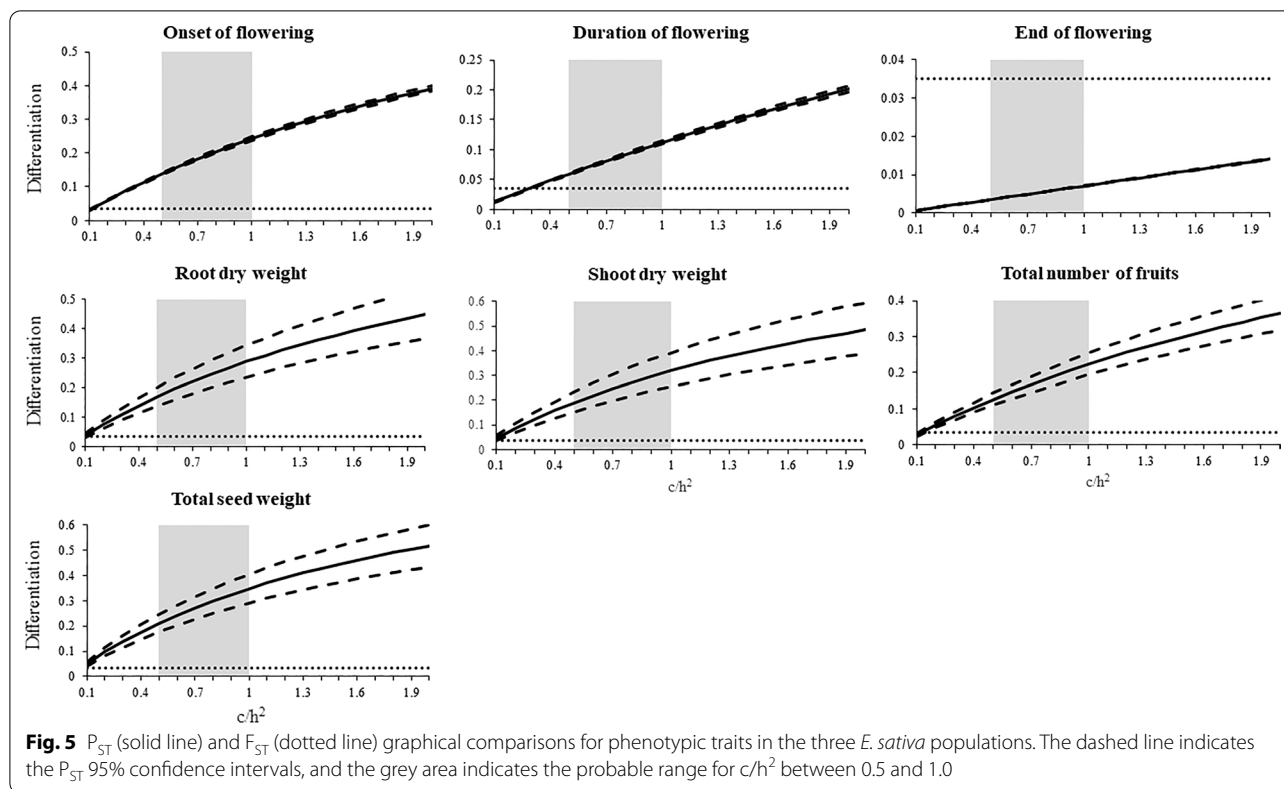 Onset of flowering
Duration of flowering
End of flowering
Differentiation
0.5
0.4
0.3
0.2
0.1
0
0.1 0.4 0.7 1 1.3 1.6 1.9
0.25
0.2
0.15
0.1
0.05
0
0.1 0.4 0.7 1 1.3 1.6 1.9
0.04
0.03
0.02
0.01
0
0.1 0.4 0.7 1 1.3 1.6 1.9
Root dry weight
Shoot dry weight
Total number of fruits
Differentiation
0.5
0.4
0.3
0.2
0.1
0
0.1 0.4 0.7 1 1.3 1.6 1.9
0.6
0.5
0.4
0.3
0.2
0.1
0
0.1 0.4 0.7 1 1.3 1.6 1.9
c/h²
0.4
0.3
0.2
0.1
0
0.1 0.4 0.7 1 1.3 1.6 1.9
c/h²
Total seed weight
Differentiation
0.6
0.5
0.4
0.3
0.2
0.1
0
0.1 0.4 0.7 1 1.3 1.6 1.9
c/h²
Fig. 5 P_ST (solid line) and F_ST (dotted line) graphical comparisons for phenotypic traits in the three E. sativa populations. The dashed line indicates
the P_ST 95% confidence intervals, and the grey area indicates the probable range for c/h² between 0.5 and 1.0